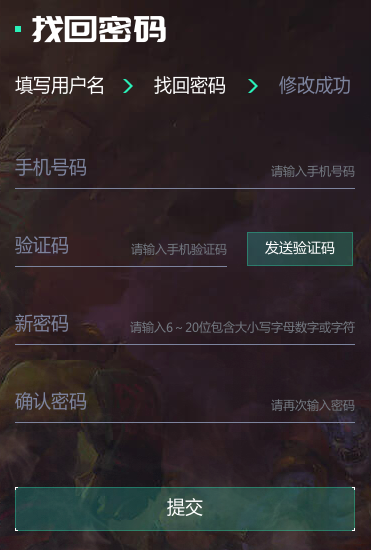 找回密码
填写用户名 > 找回密码 > 修改成功
手机号码 请输入手机号码
验证码 请输入手机验证码 发送验证码
新密码 请输入6~20位包含大小写字母数字或字符
确认密码 请再次输入密码
提交